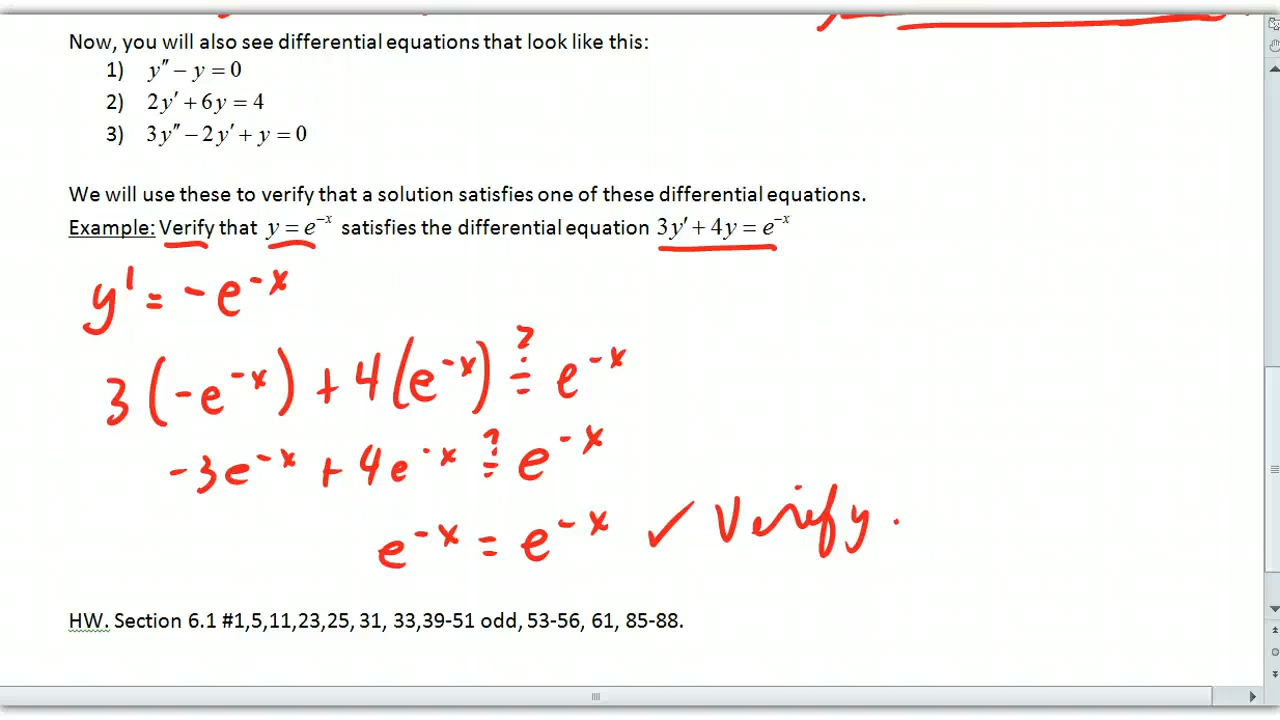 Now, you will also see differential equations that look like this:
1) y″ − y = 0
2) 2y′ + 6y = 4
3) 3y″ − 2y′ + y = 0
We will use these to verify that a solution satisfies one of these differential equations.
Example: Verify that y = e⁻ˣ satisfies the differential equation 3y′ + 4y = e⁻ˣ
y' = -e⁻ˣ
3(-e⁻ˣ) + 4(e⁻ˣ) ≟ e⁻ˣ
-3e⁻ˣ + 4e⁻ˣ ≟ e⁻ˣ
e⁻ˣ = e⁻ˣ ✓ Verify.
HW. Section 6.1 #1,5,11,23,25, 31, 33,39-51 odd, 53-56, 61, 85-88.